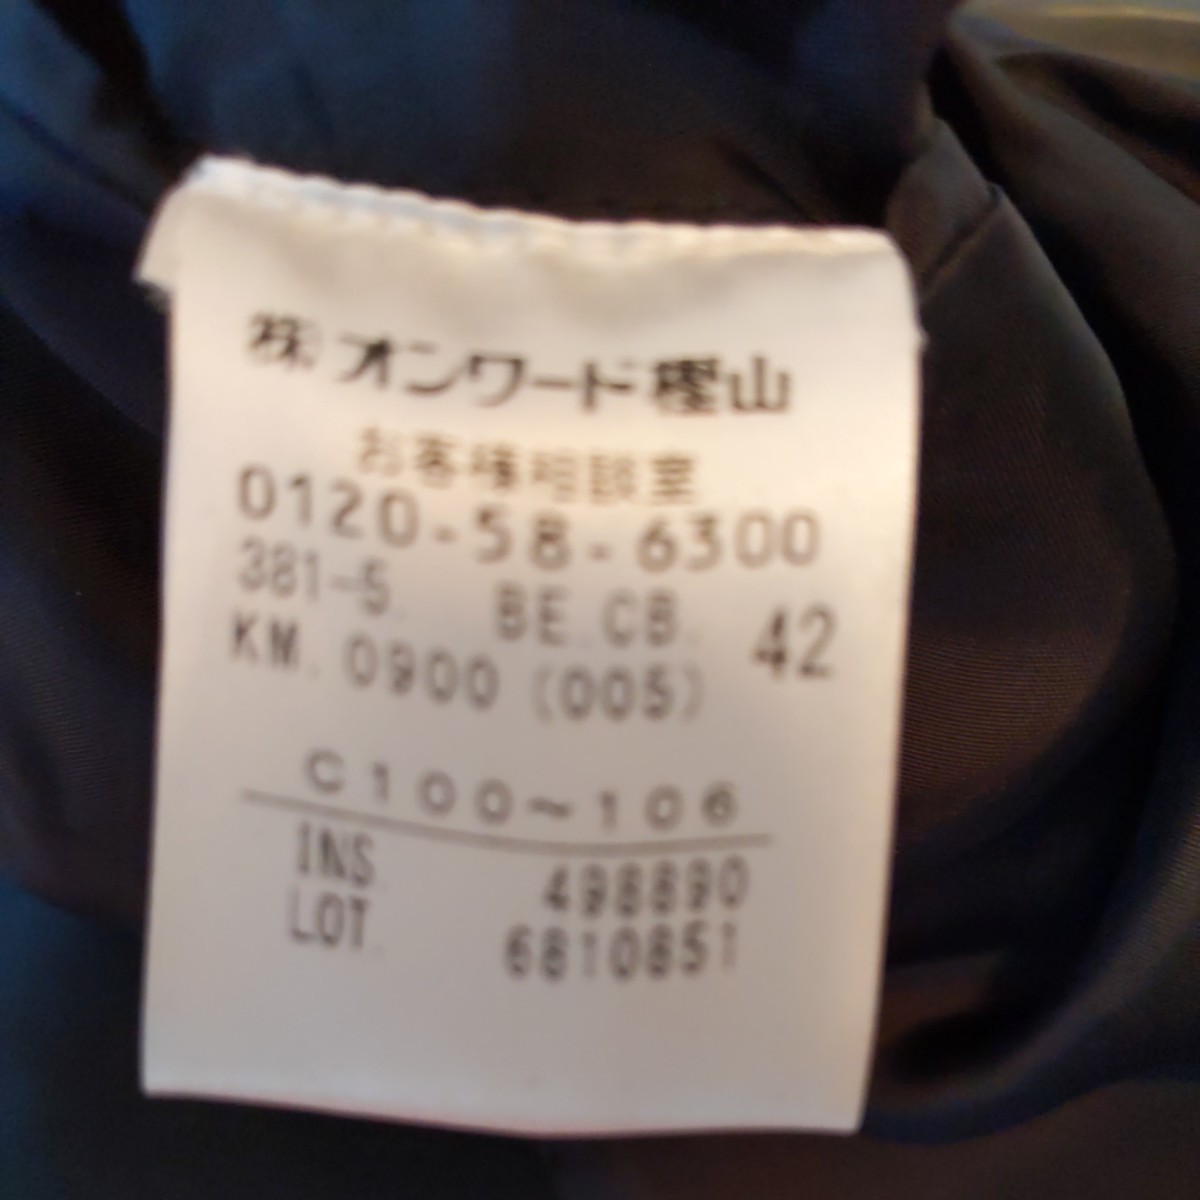 ㈱オンワード樫山
お客様相談室
0120-58-6300
381-5. BE.CB. 42
KM. 0900 (005)
C100~106
INS. 498890
LOT. 6810851